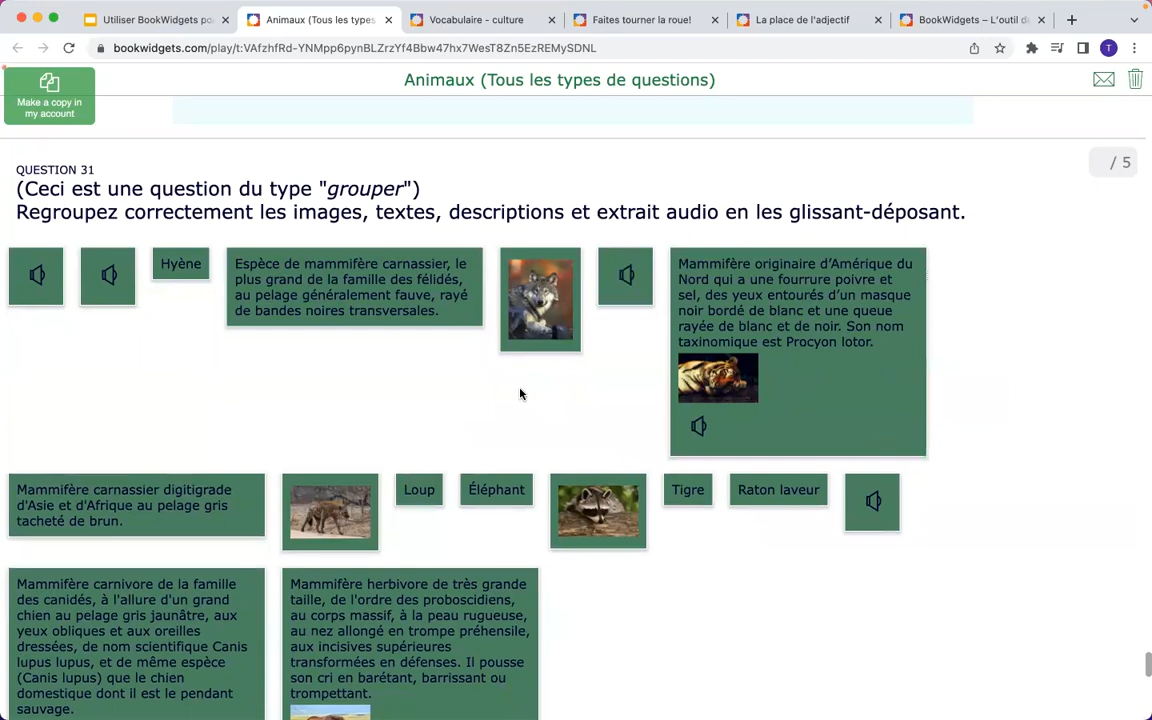 Utiliser BookWidgets po
Animaux (Tous les types
Vocabulaire - culture
Faites tourner la roue!
La place de l'adjectif
BookWidgets – L'outil d
bookwidgets.com/play/t:VAfzhfRd-YNMpp6pynBLZrzYf4Bbw47hx7WesT8Zn5EzREMySDNL
T
Make a copy in
my account
Animaux (Tous les types de questions)
QUESTION 31
/ 5
(Ceci est une question du type "grouper")
Regroupez correctement les images, textes, descriptions et extrait audio en les glissant-déposant.
Hyène
Espèce de mammifère carnassier, le
plus grand de la famille des félidés,
au pelage généralement fauve, rayé
de bandes noires transversales.
Mammifère originaire d'Amérique du
Nord qui a une fourrure poivre et
sel, des yeux entourés d'un masque
noir bordé de blanc et une queue
rayée de blanc et de noir. Son nom
taxinomique est Procyon lotor.
Mammifère carnassier digitigrade
d'Asie et d'Afrique au pelage gris
tacheté de brun.
Loup
Éléphant
Tigre
Raton laveur
Mammifère carnivore de la famille
des canidés, à l'allure d'un grand
chien au pelage gris jaunâtre, aux
yeux obliques et aux oreilles
dressées, de nom scientifique Canis
lupus lupus, et de même espèce
(Canis lupus) que le chien
domestique dont il est le pendant
sauvage.
Mammifère herbivore de très grande
taille, de l'ordre des proboscidiens,
au corps massif, à la peau rugueuse,
au nez allongé en trompe préhensile,
aux incisives supérieures
transformées en défenses. Il pousse
son cri en barétant, barrissant ou
trompettant.